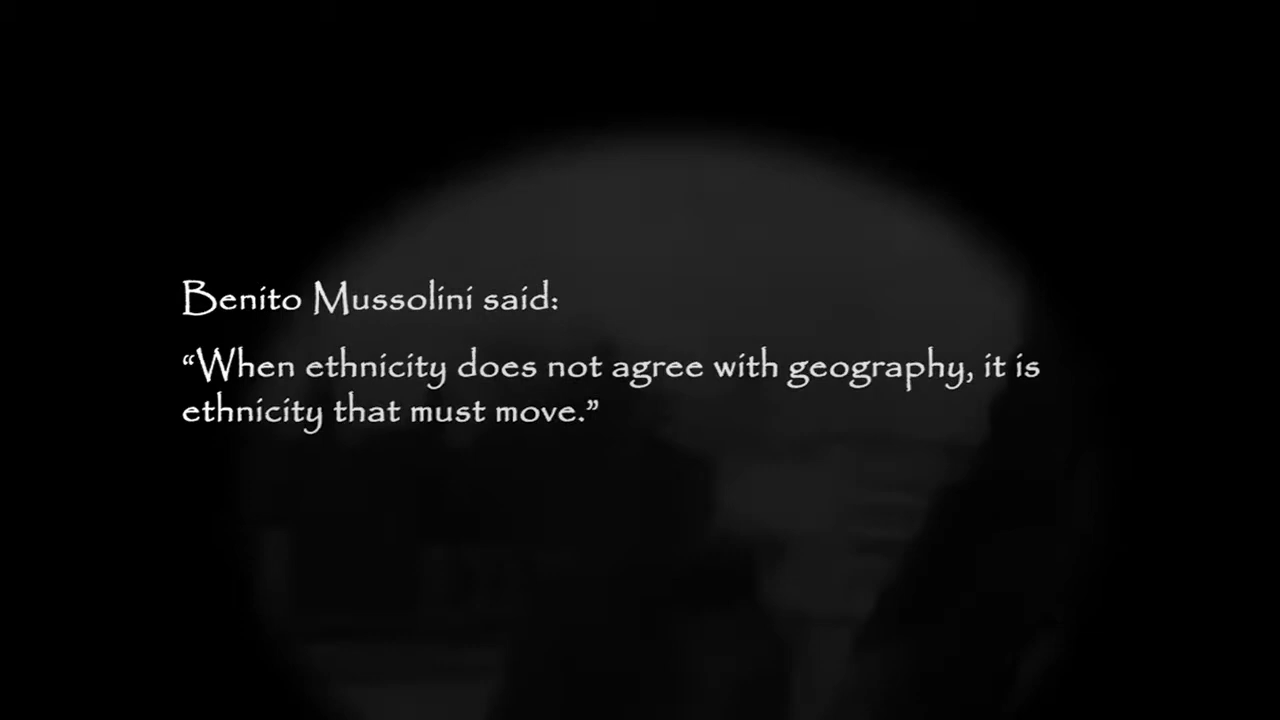 Benito Mussolini said:
“When ethnicity does not agree with geography, it is
ethnicity that must move.”